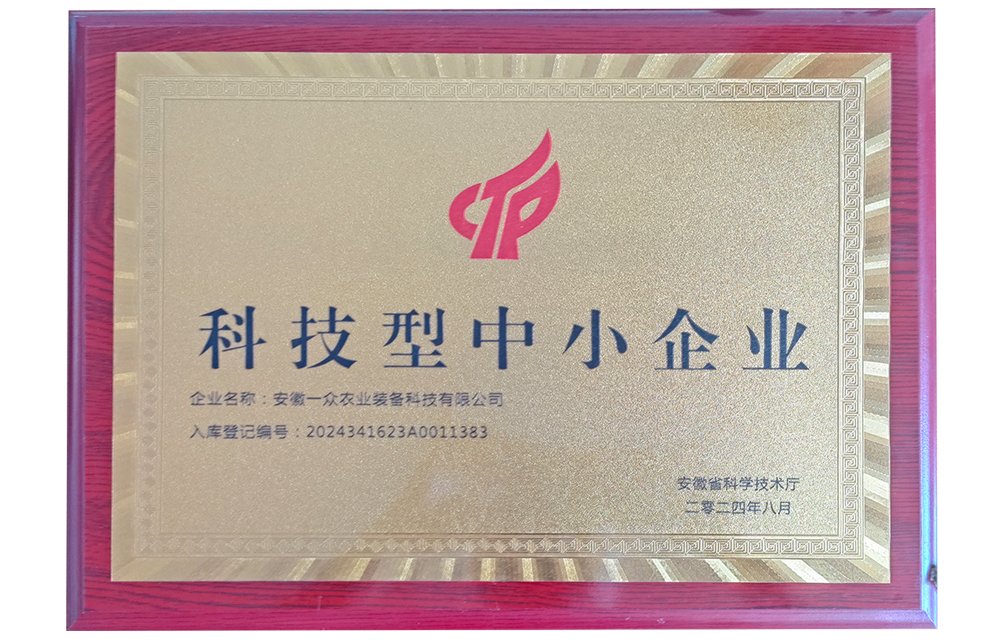 CTP
科技型中小企业
企业名称：安徽一众农业装备科技有限公司
入库登记编号：2024341623A0011383
安徽省科学技术厅
二零二四年八月